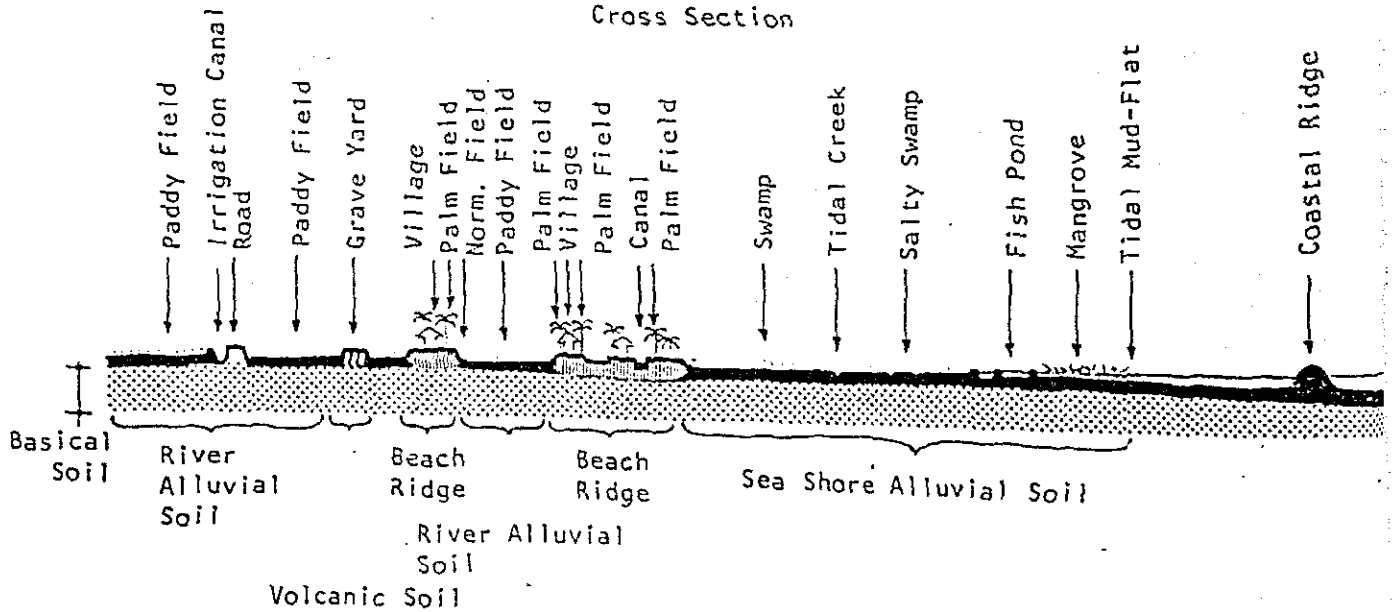 Cross Section
Paddy Field
Irrigation Canal
Road
Paddy Field
Grave Yard
Village
Palm Field
Norm. Field
Paddy Field
Palm Field
Village
Palm Field
Canal
Palm Field
Swamp
Tidal Creek
Salty Swamp
Fish Pond
Mangrove
Tidal Mud-Flat
Coastal Ridge
Basical
Soil
River
Alluvial
Soil
Beach
Ridge
Beach
Ridge
Sea Shore Alluvial Soil
River Alluvial
Soil
Volcanic Soil